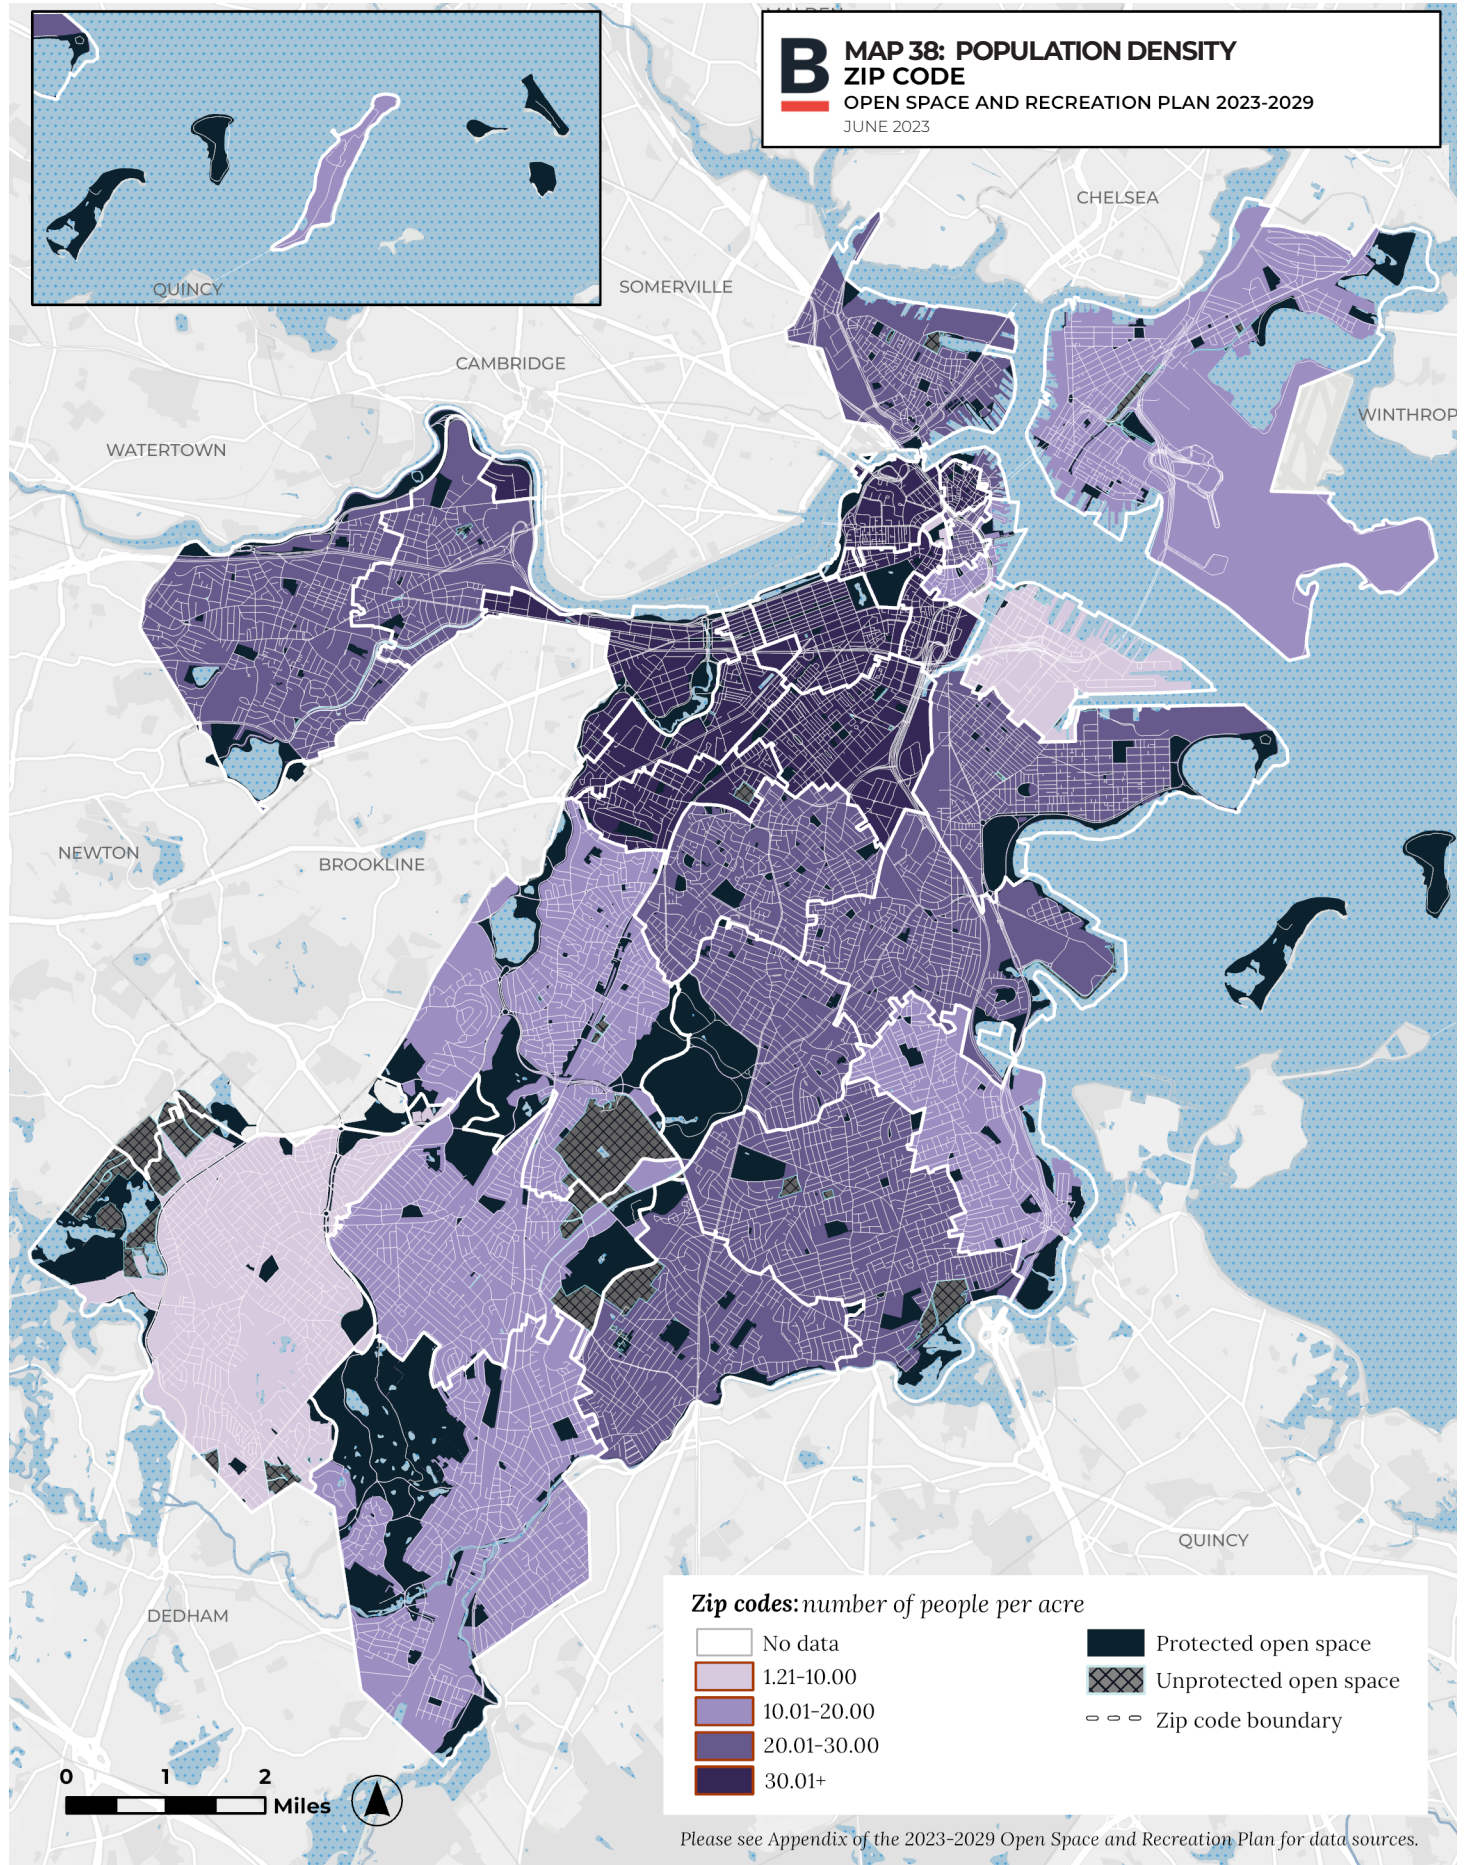 MALDEN
B
MAP 38: POPULATION DENSITY
ZIP CODE
OPEN SPACE AND RECREATION PLAN 2023-2029
JUNE 2023
CHELSEA
QUINCY
SOMERVILLE
CAMBRIDGE
WINTHROP
WATERTOWN
NEWTON
BROOKLINE
QUINCY
DEDHAM
Zip codes: number of people per acre
No data
1.21-10.00
10.01-20.00
20.01-30.00
30.01+
Protected open space
Unprotected open space
Zip code boundary
0 1 2
Miles
Please see Appendix of the 2023-2029 Open Space and Recreation Plan for data sources.